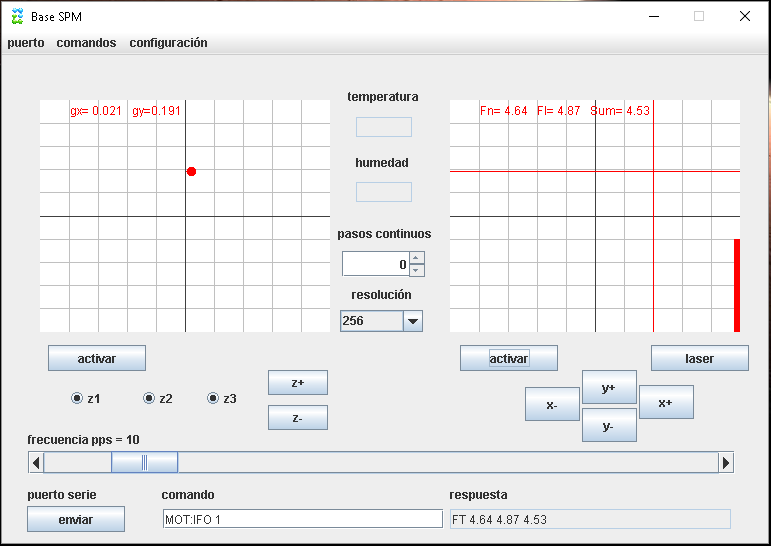 Base SPM
puerto comandos configuración
temperatura
gx= 0.021 gy=0.191
Fn= 4.64 Fl= 4.87 Sum= 4.53
humedad
pasos continuos
0
resolución
256
activar
activar
laser
z1 z2 z3
z+
z-
x-
y+
y-
x+
frecuencia pps = 10
puerto serie
comando
respuesta
enviar
MOT:IFO 1
FT 4.64 4.87 4.53